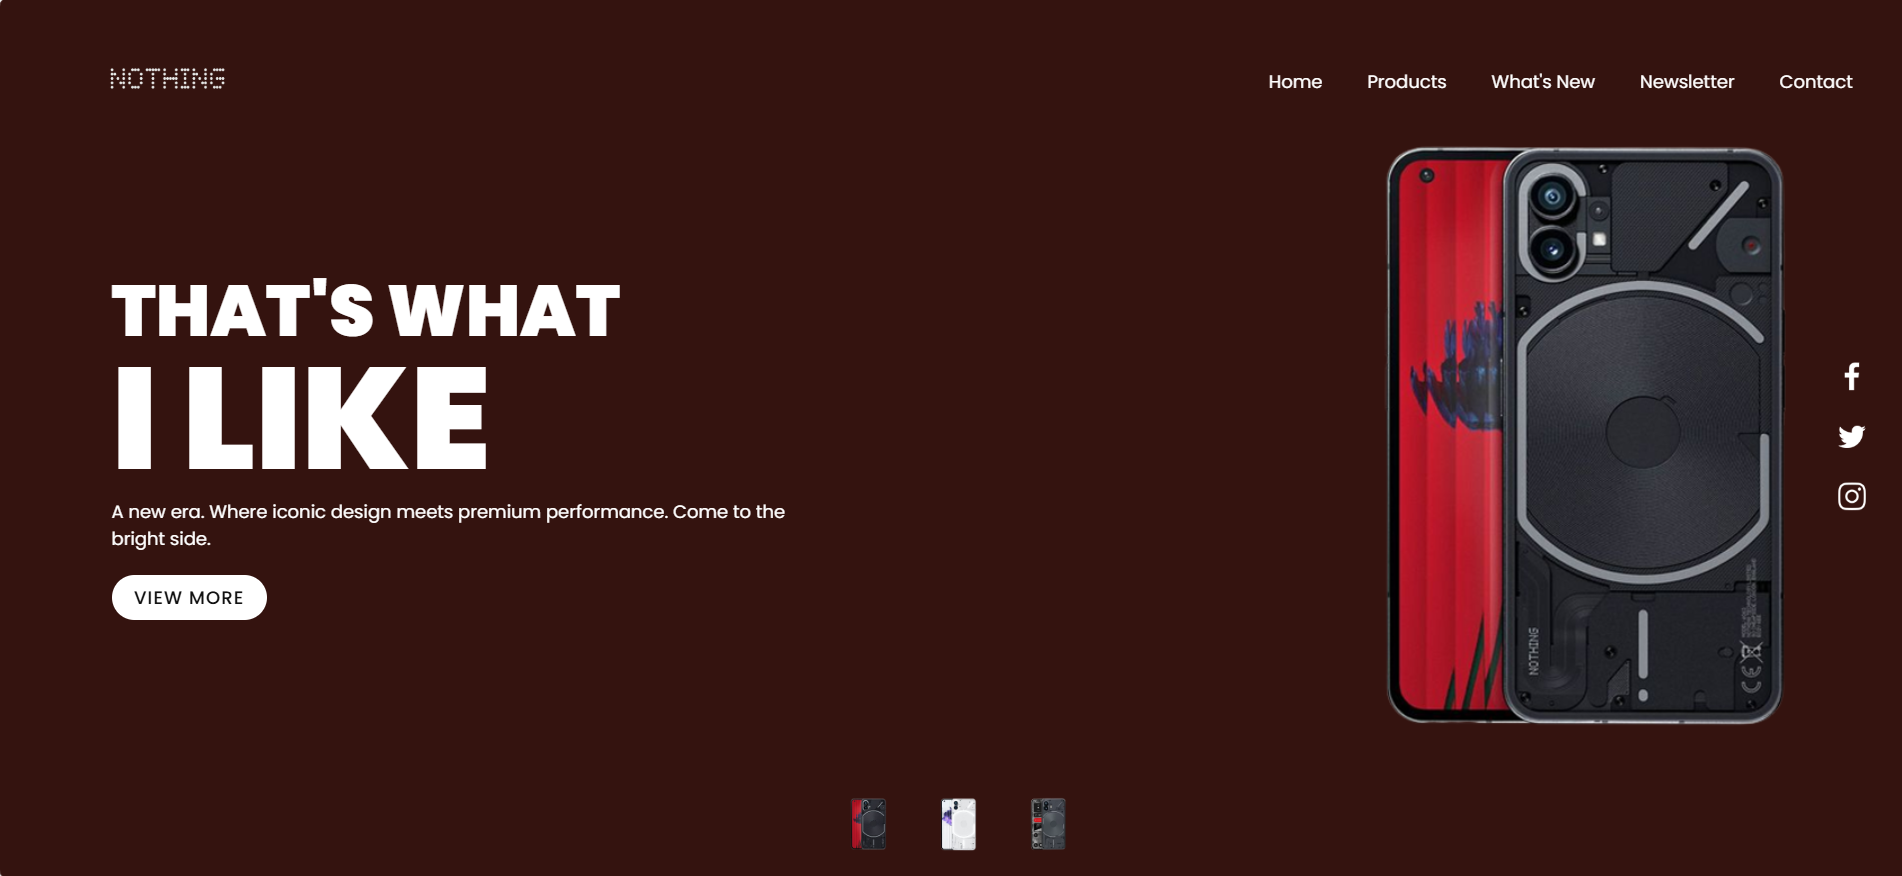 NOTHING
Home
Products
What's New
Newsletter
Contact
THAT'S WHAT
I LIKE
A new era. Where iconic design meets premium performance. Come to the
bright side.
VIEW MORE
NOTHING